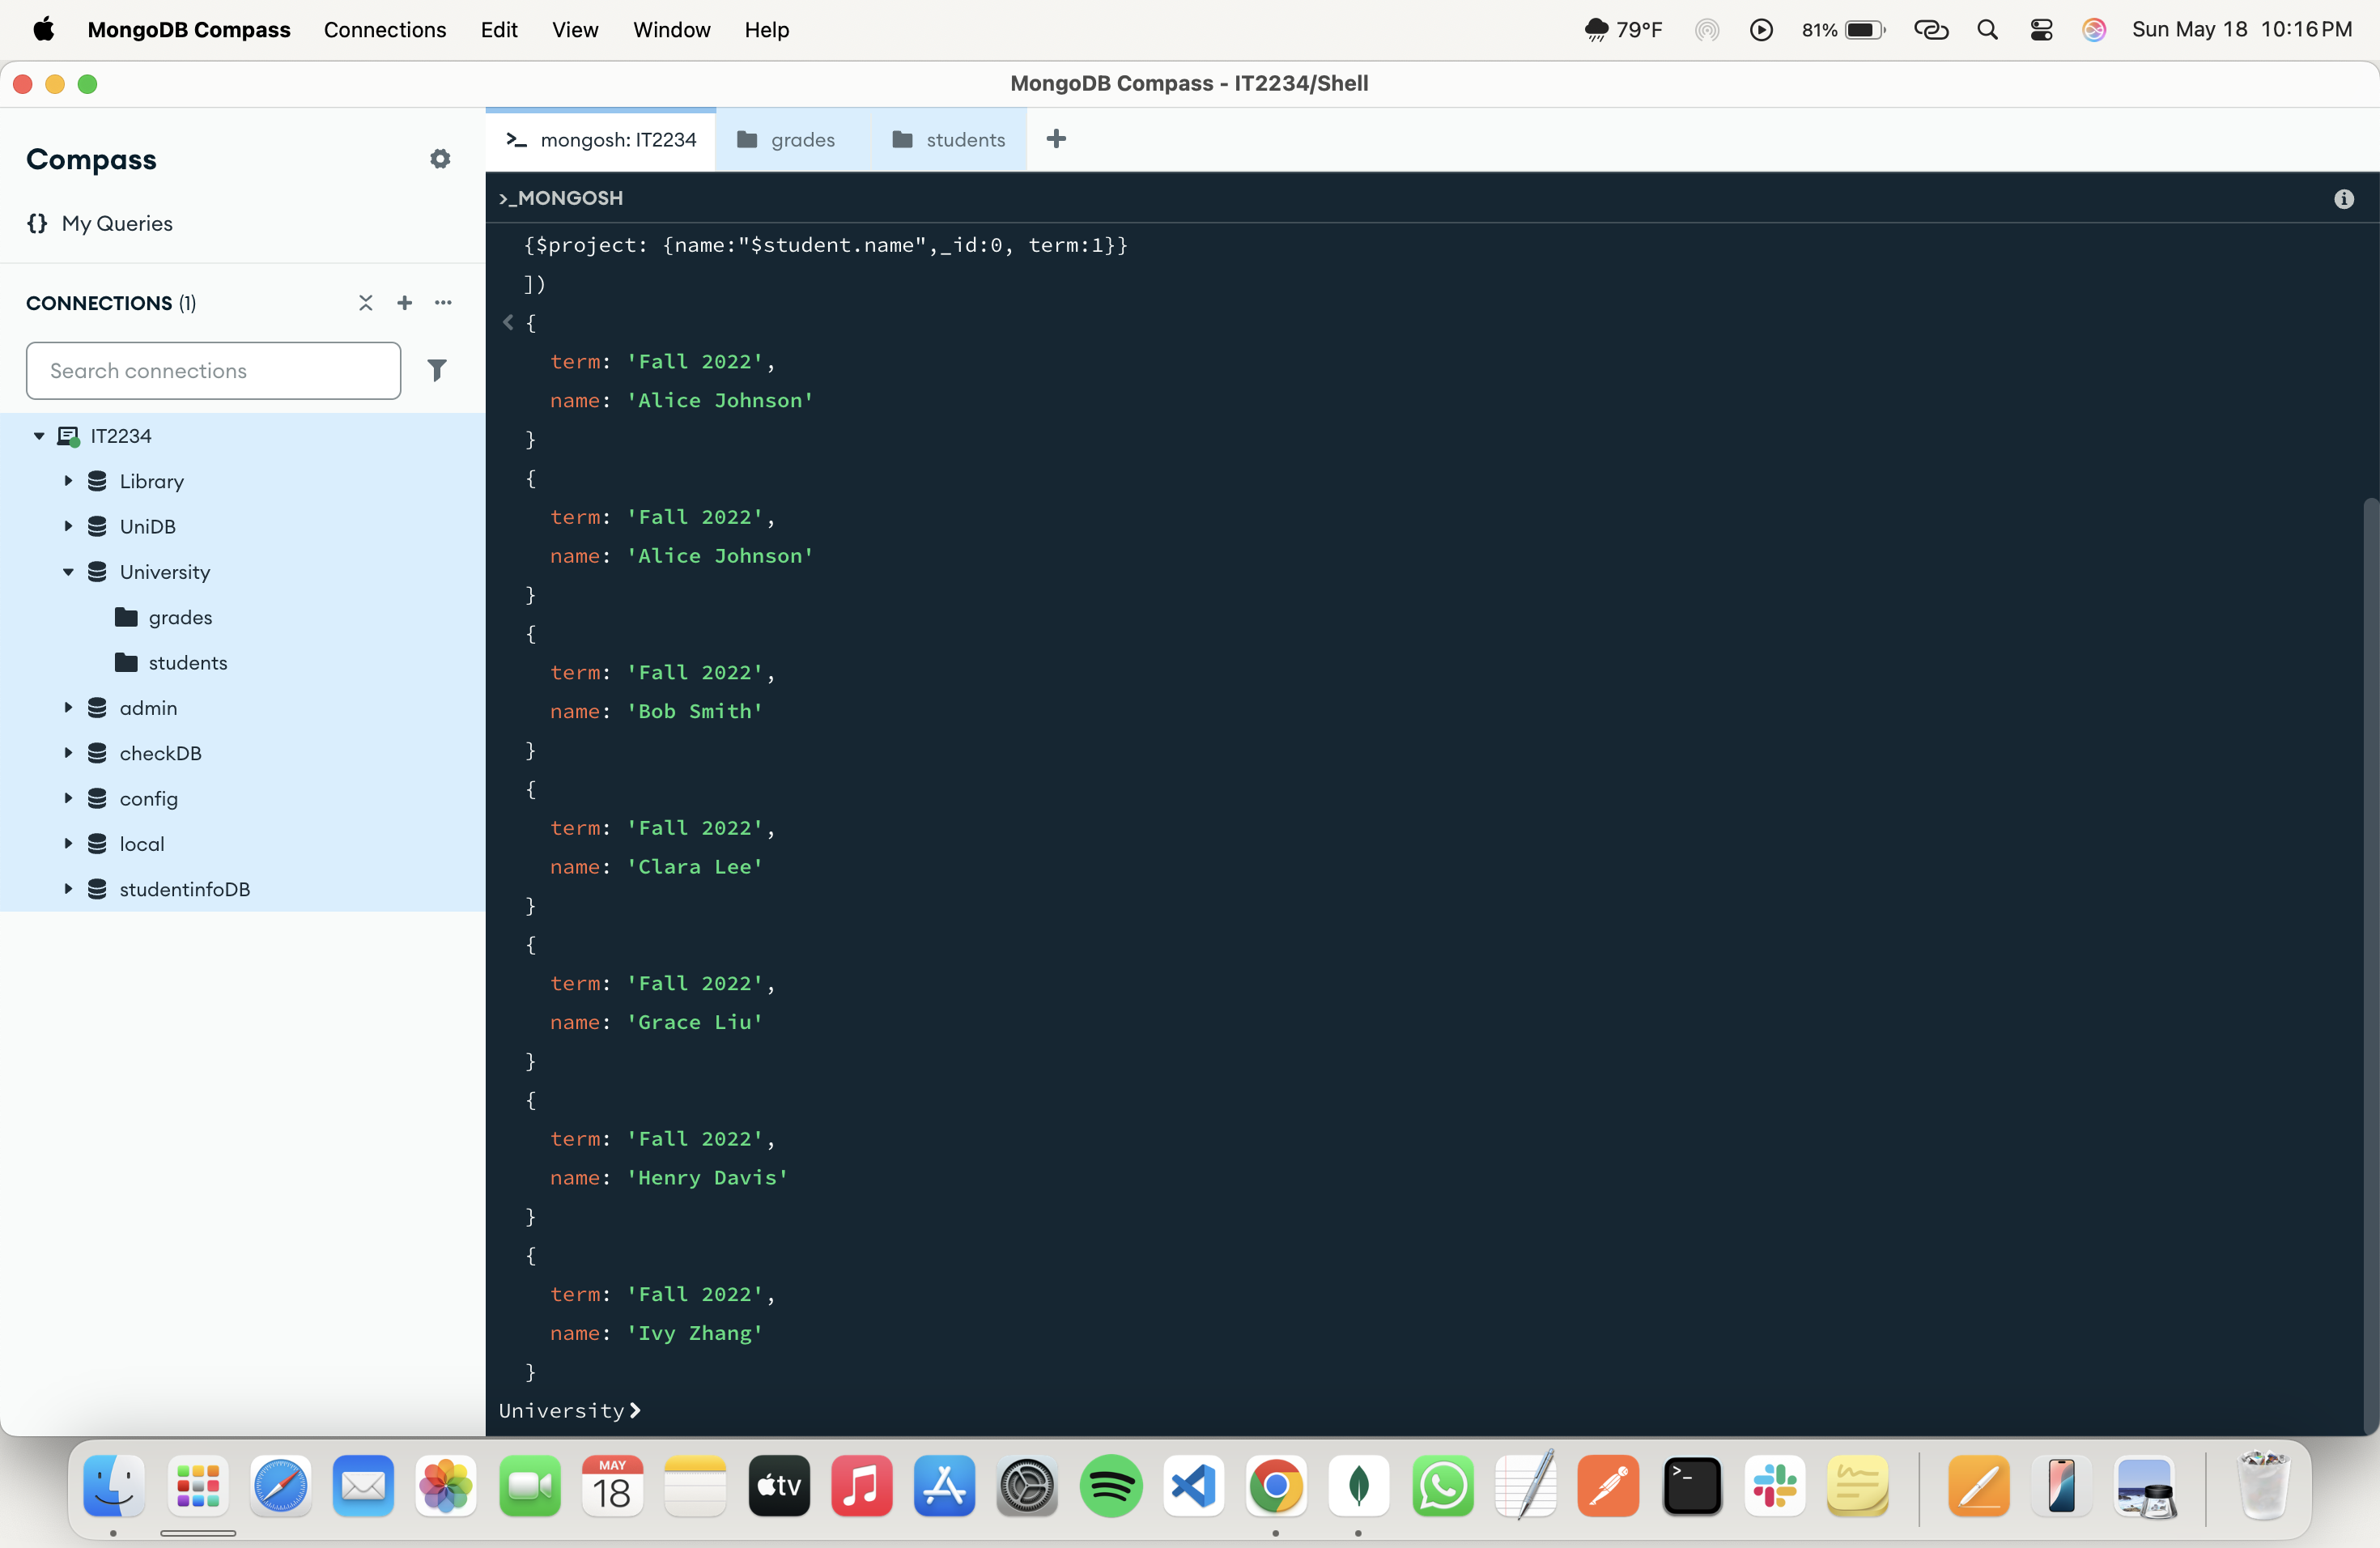 MongoDB Compass Connections Edit View Window Help 79°F 81% Sun May 18 10:16 PM
MongoDB Compass - IT2234/Shell
Compass
{} My Queries
CONNECTIONS (1)
Search connections
IT2234
Library
UniDB
University
grades
students
admin
checkDB
config
local
studentinfoDB
>_ mongosh: IT2234 grades students +
>_MONGOSH
{$project: {name:"$student.name",_id:0, term:1}}
])
< {
term: 'Fall 2022',
name: 'Alice Johnson'
}
{
term: 'Fall 2022',
name: 'Alice Johnson'
}
{
term: 'Fall 2022',
name: 'Bob Smith'
}
{
term: 'Fall 2022',
name: 'Clara Lee'
}
{
term: 'Fall 2022',
name: 'Grace Liu'
}
{
term: 'Fall 2022',
name: 'Henry Davis'
}
{
term: 'Fall 2022',
name: 'Ivy Zhang'
}
University>
MAY
18
tv
>_